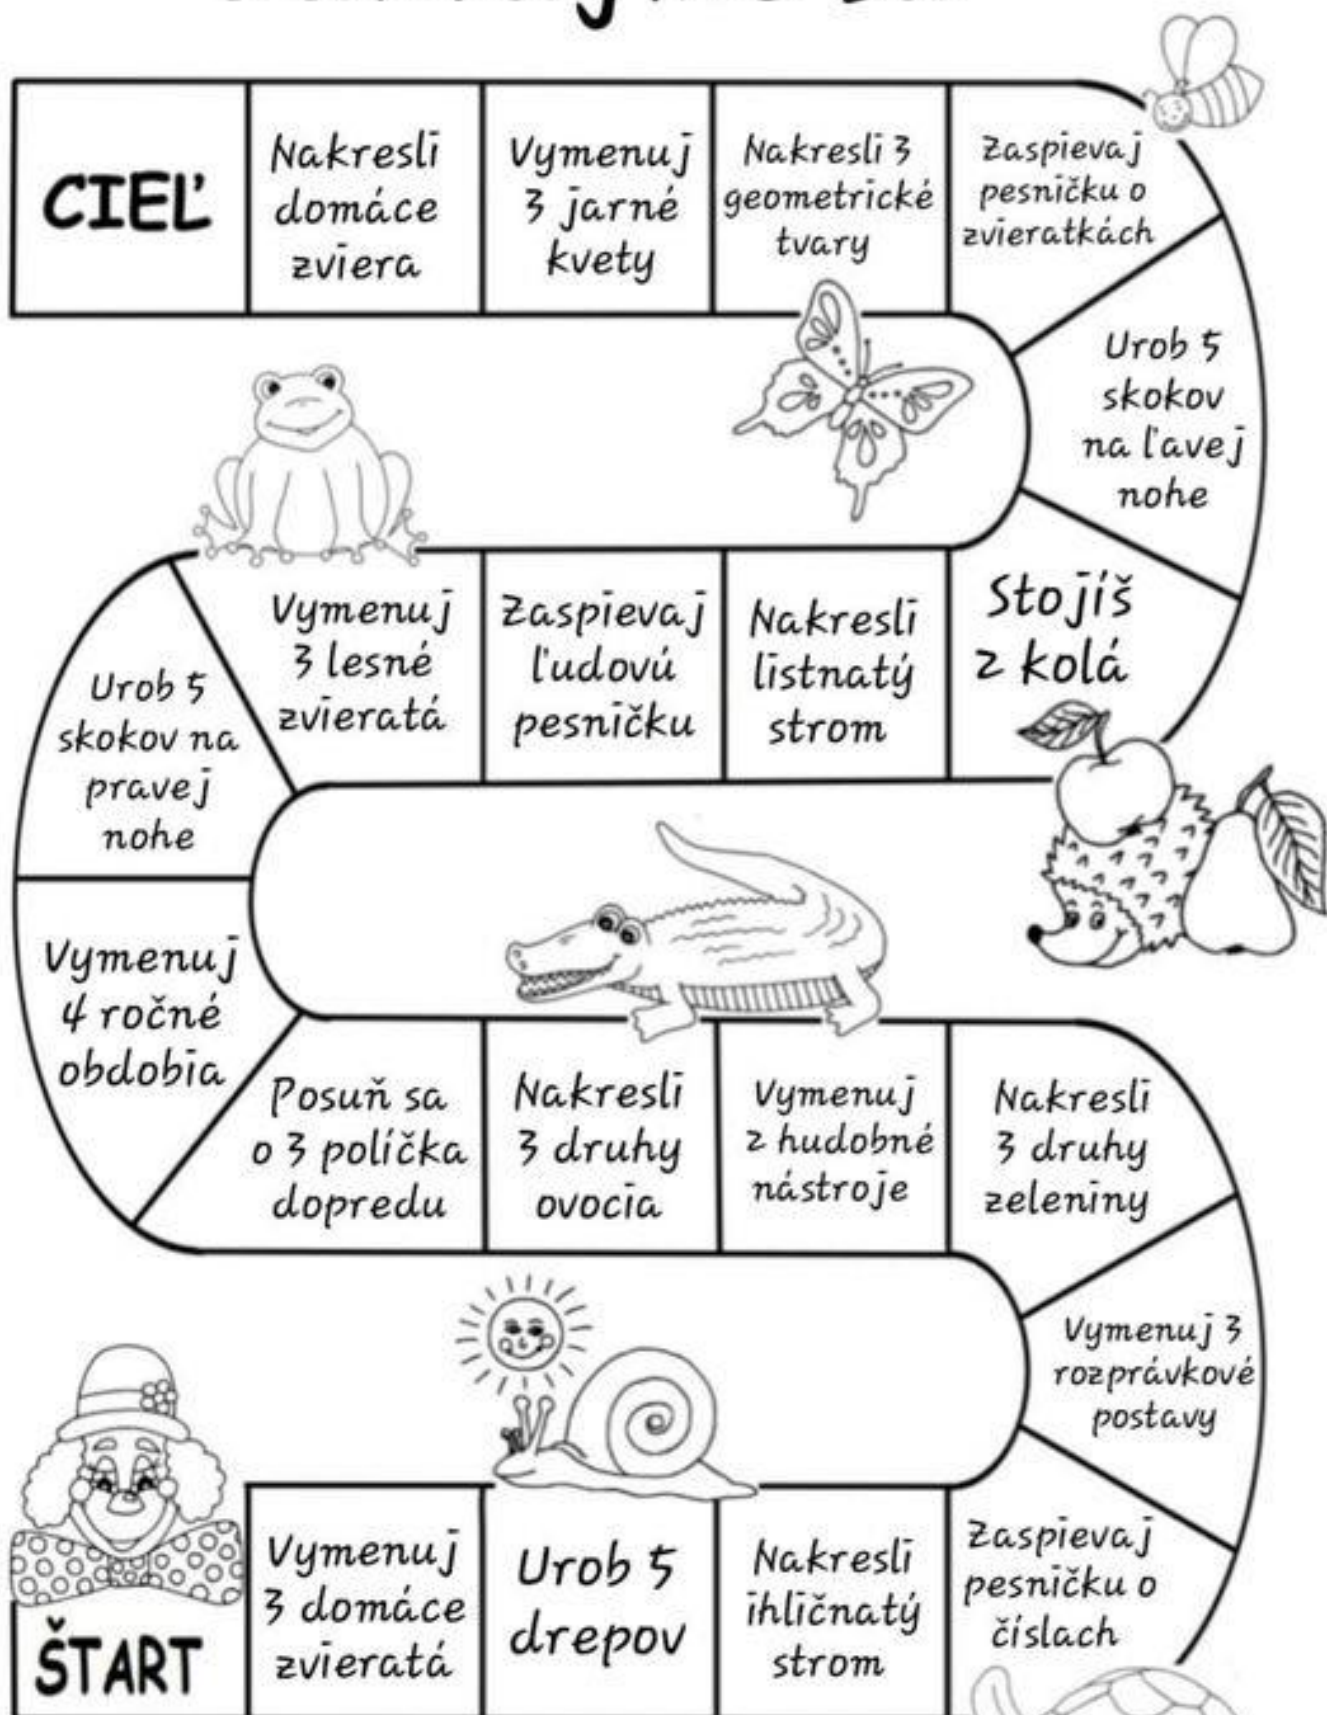 CIEĽ
Nakresli
domáce
zviera
Vymenuj
3 jarné
kvety
Nakresli 3
geometrické
tvary
Zaspievaj
pesničku o
zvieratkách
Urob 5
skokov
na ľavej
nohe
Stojíš
2 kolá
Nakresli
listnatý
strom
Zaspievaj
ľudovú
pesničku
Vymenuj
3 lesné
zvieratá
Urob 5
skokov na
pravej
nohe
Vymenuj
4 ročné
obdobia
Posuň sa
o 3 políčka
dopredu
Nakresli
3 druhy
ovocia
Vymenuj
2 hudobné
nástroje
Nakresli
3 druhy
zeleniny
Vymenuj 3
rozprávkové
postavy
Zaspievaj
pesničku o
číslach
Nakresli
ihličnatý
strom
Urob 5
drepov
Vymenuj
3 domáce
zvieratá
ŠTART